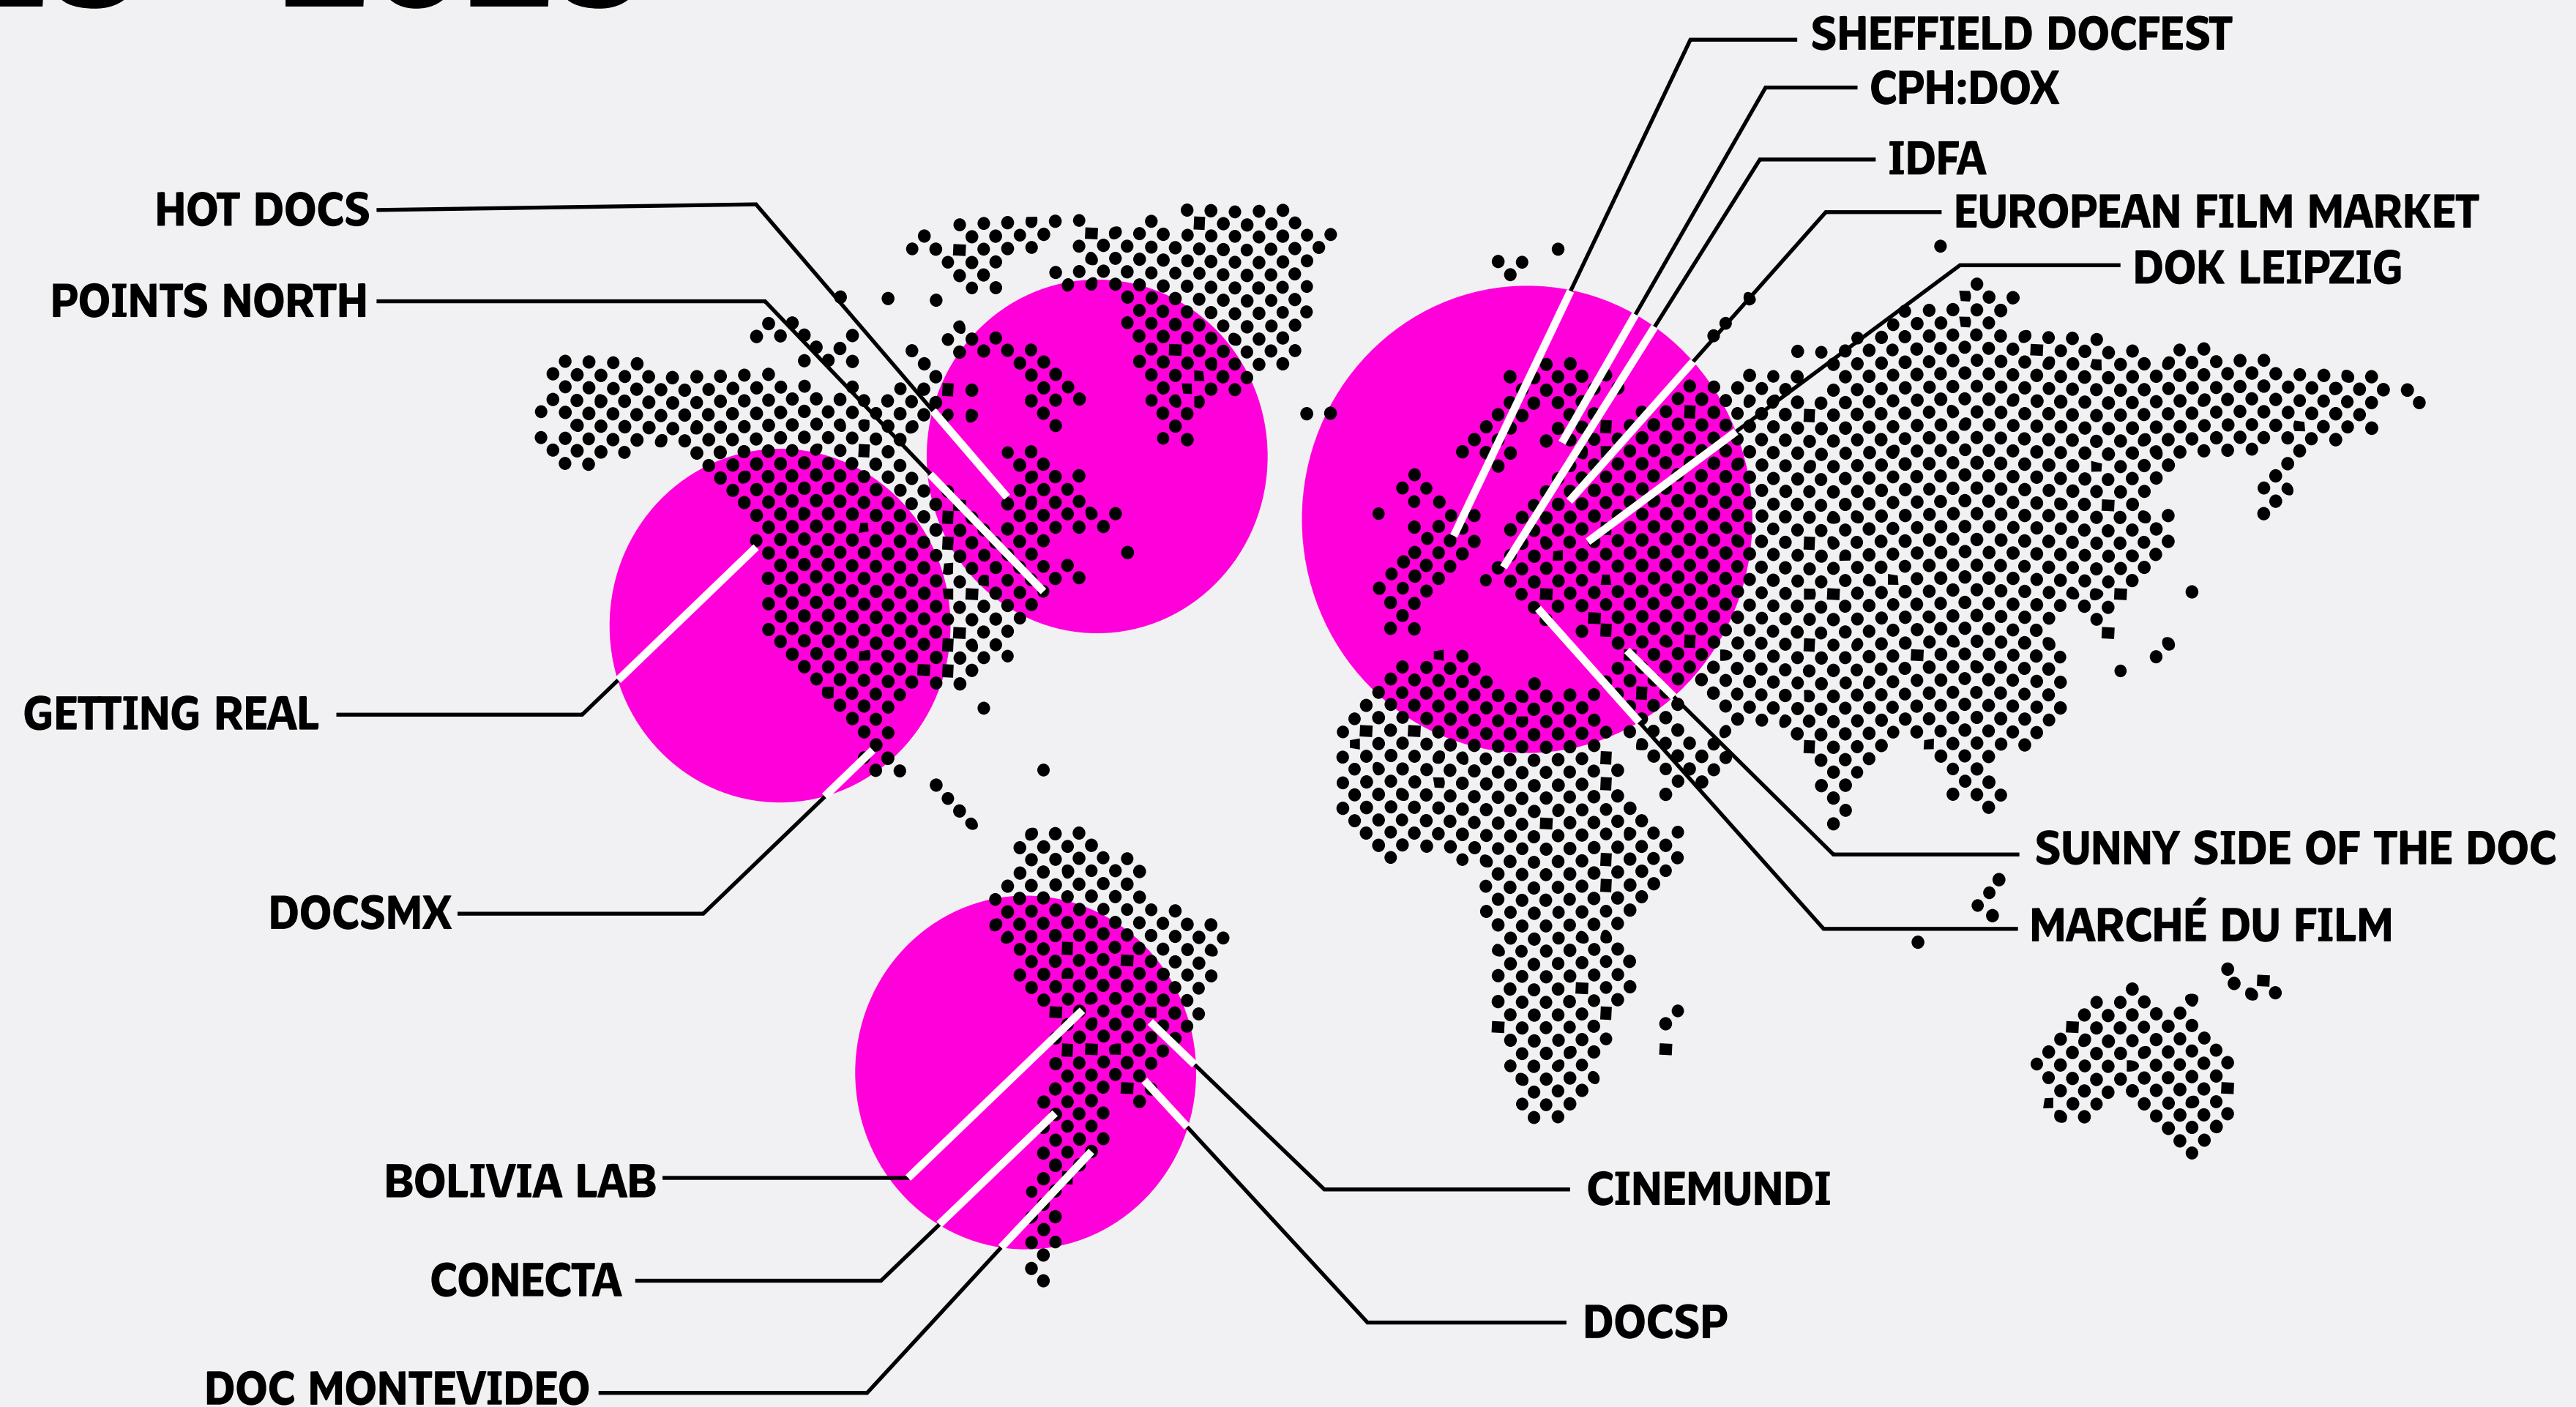 SHEFFIELD DOCFEST
CPH:DOX
IDFA
EUROPEAN FILM MARKET
DOK LEIPZIG
HOT DOCS
POINTS NORTH
GETTING REAL
DOCSMX
SUNNY SIDE OF THE DOC
MARCHÉ DU FILM
BOLIVIA LAB
CINEMUNDI
CONECTA
DOCSP
DOC MONTEVIDEO